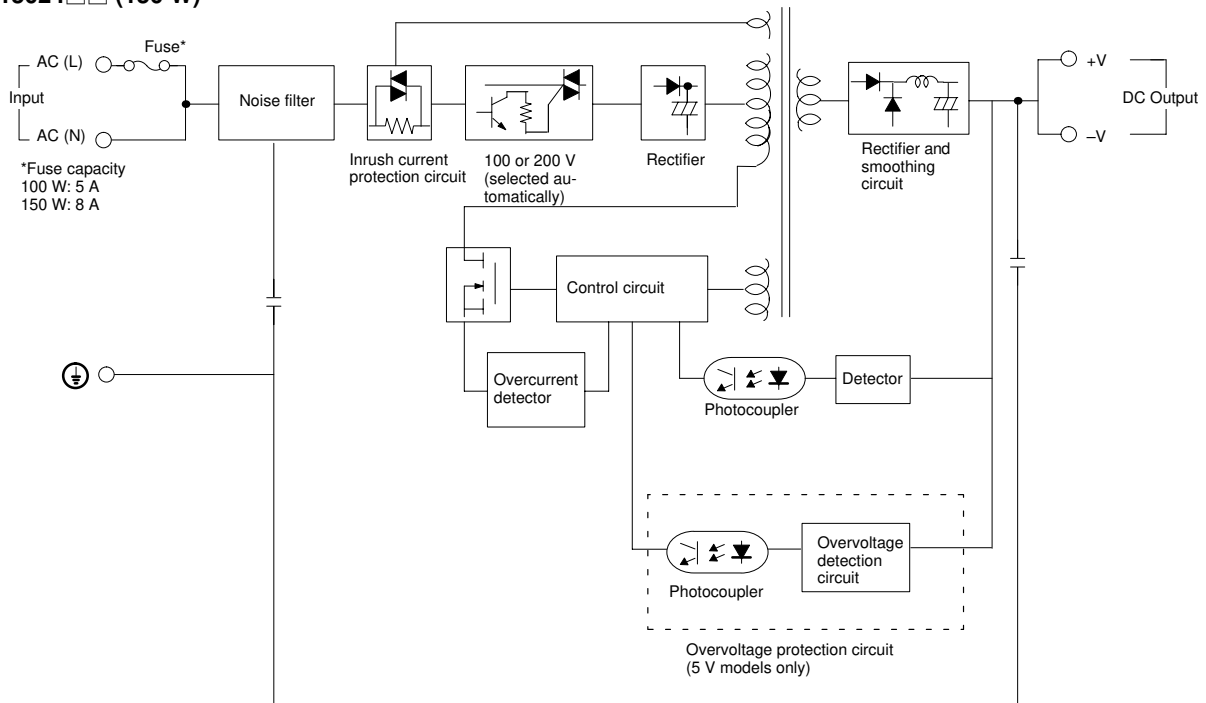 (150 W)
Fuse*
AC (L)
Input
AC (N)
*Fuse capacity
100 W: 5 A
150 W: 8 A
Noise filter
Inrush current
protection circuit
100 or 200 V
(selected au-
tomatically)
Rectifier
Rectifier and
smoothing
circuit
+V
DC Output
–V
Control circuit
Overcurrent
detector
Photocoupler
Detector
Photocoupler
Overvoltage
detection
circuit
Overvoltage protection circuit
(5 V models only)